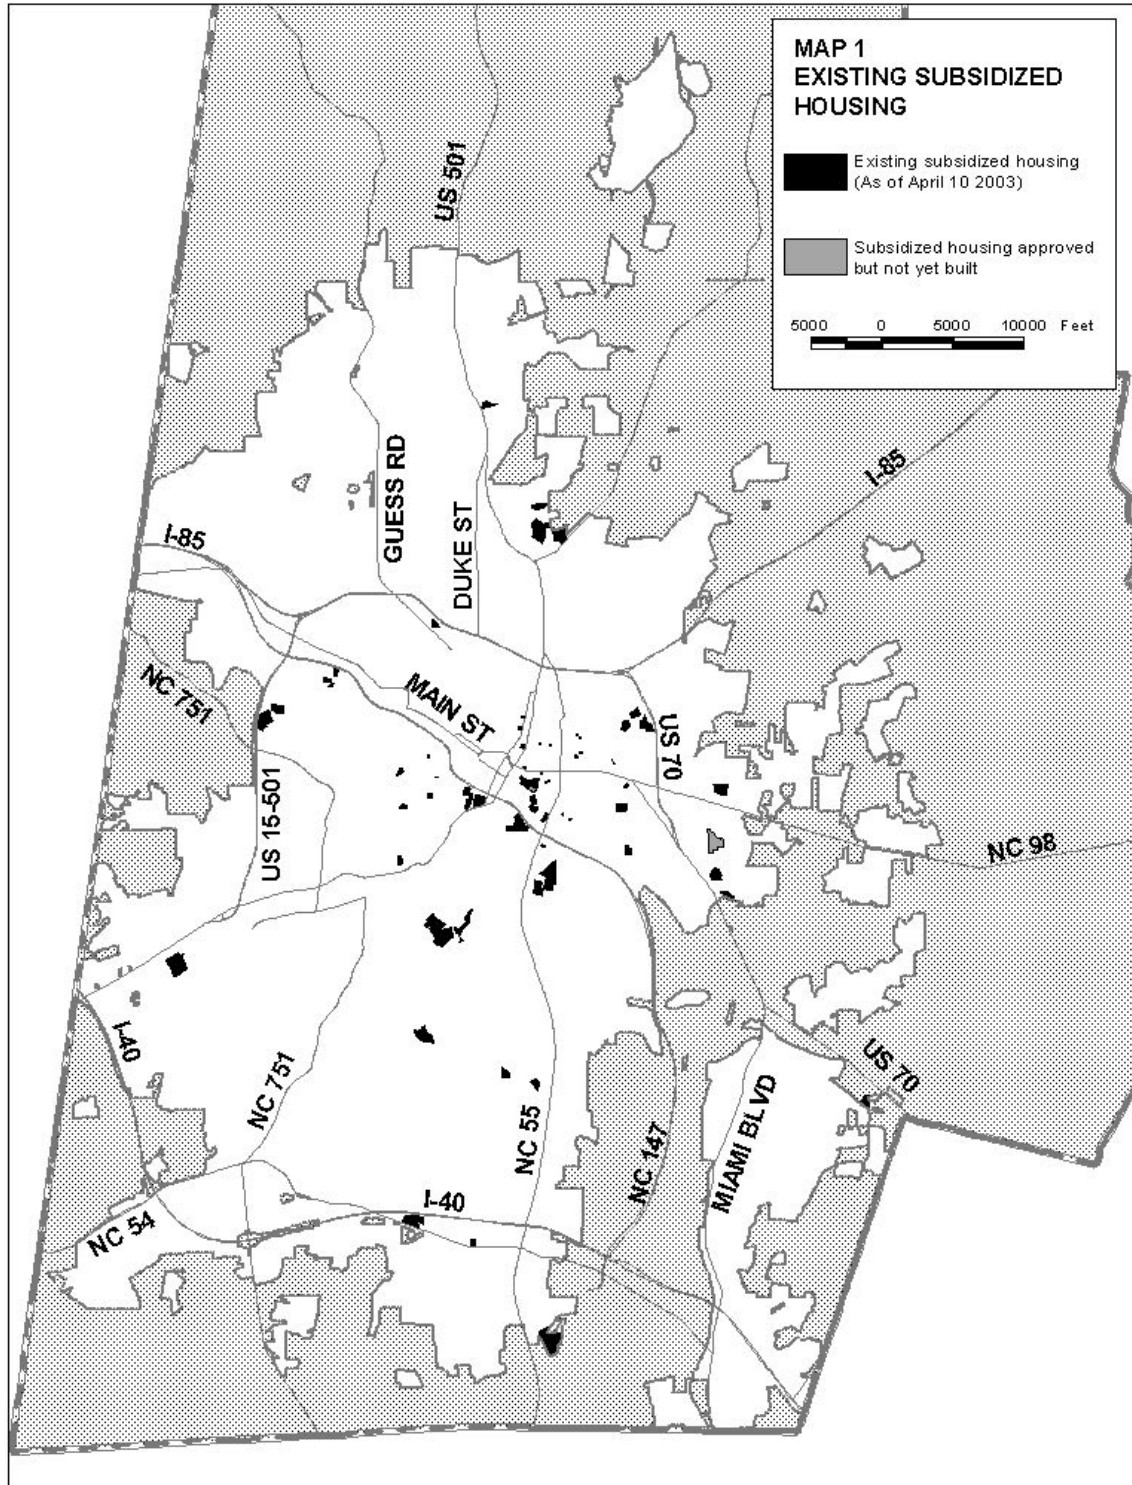 MAP 1
EXISTING SUBSIDIZED
HOUSING
Existing subsidized housing
(As of April 10 2003)
Subsidized housing approved
but not yet built
5000 0 5000 10000 Feet
US 501
GUESS RD
DUKE ST
I-85
I-85
NC 751
MAIN ST
US 70
US 15-501
NC 98
I-40
NC 751
NC 55
NC 147
MIAMI BLVD
US 70
I-40
NC 54